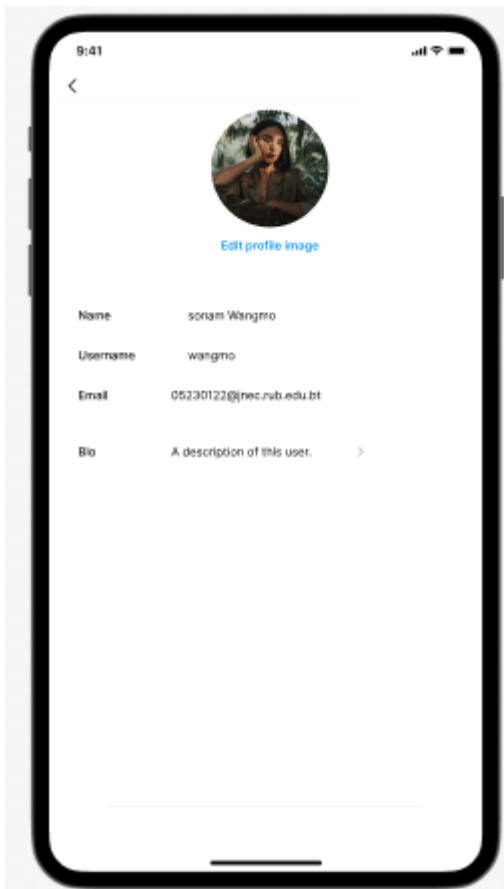 9:41
Edit profile image
Name sonam Wangmo
Username wangmo
Email 05230122@jnec.rub.edu.bt
Bio A description of this user.